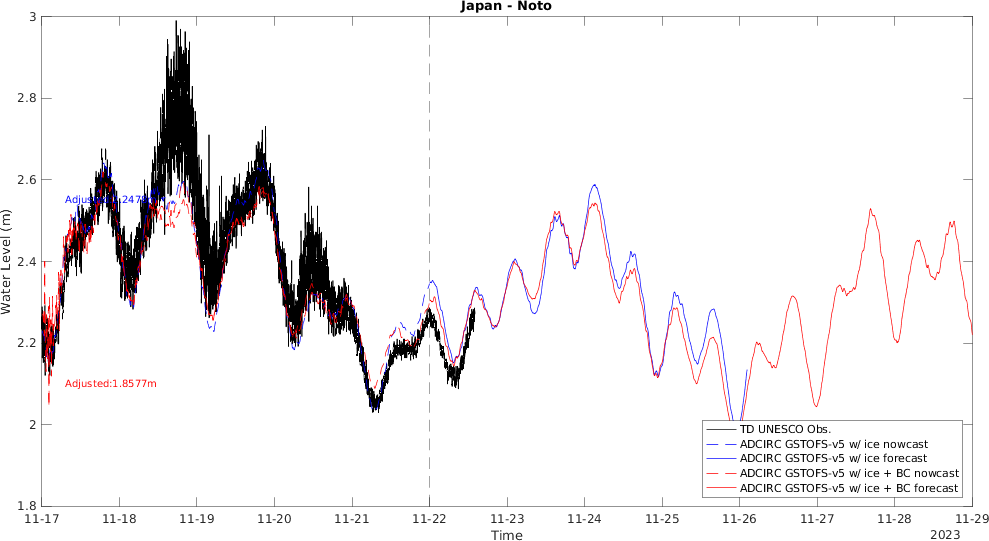 Japan - Noto
Water Level (m)
3
2.8
2.6
2.4
2.2
2
1.8
Adjusted:1.8577m
11-17
11-18
11-19
11-20
11-21
11-22
11-23
11-24
11-25
11-26
11-27
11-28
11-29
Time
2023
TD UNESCO Obs.
ADCIRC GSTOFS-v5 w/ ice nowcast
ADCIRC GSTOFS-v5 w/ ice forecast
ADCIRC GSTOFS-v5 w/ ice + BC nowcast
ADCIRC GSTOFS-v5 w/ ice + BC forecast